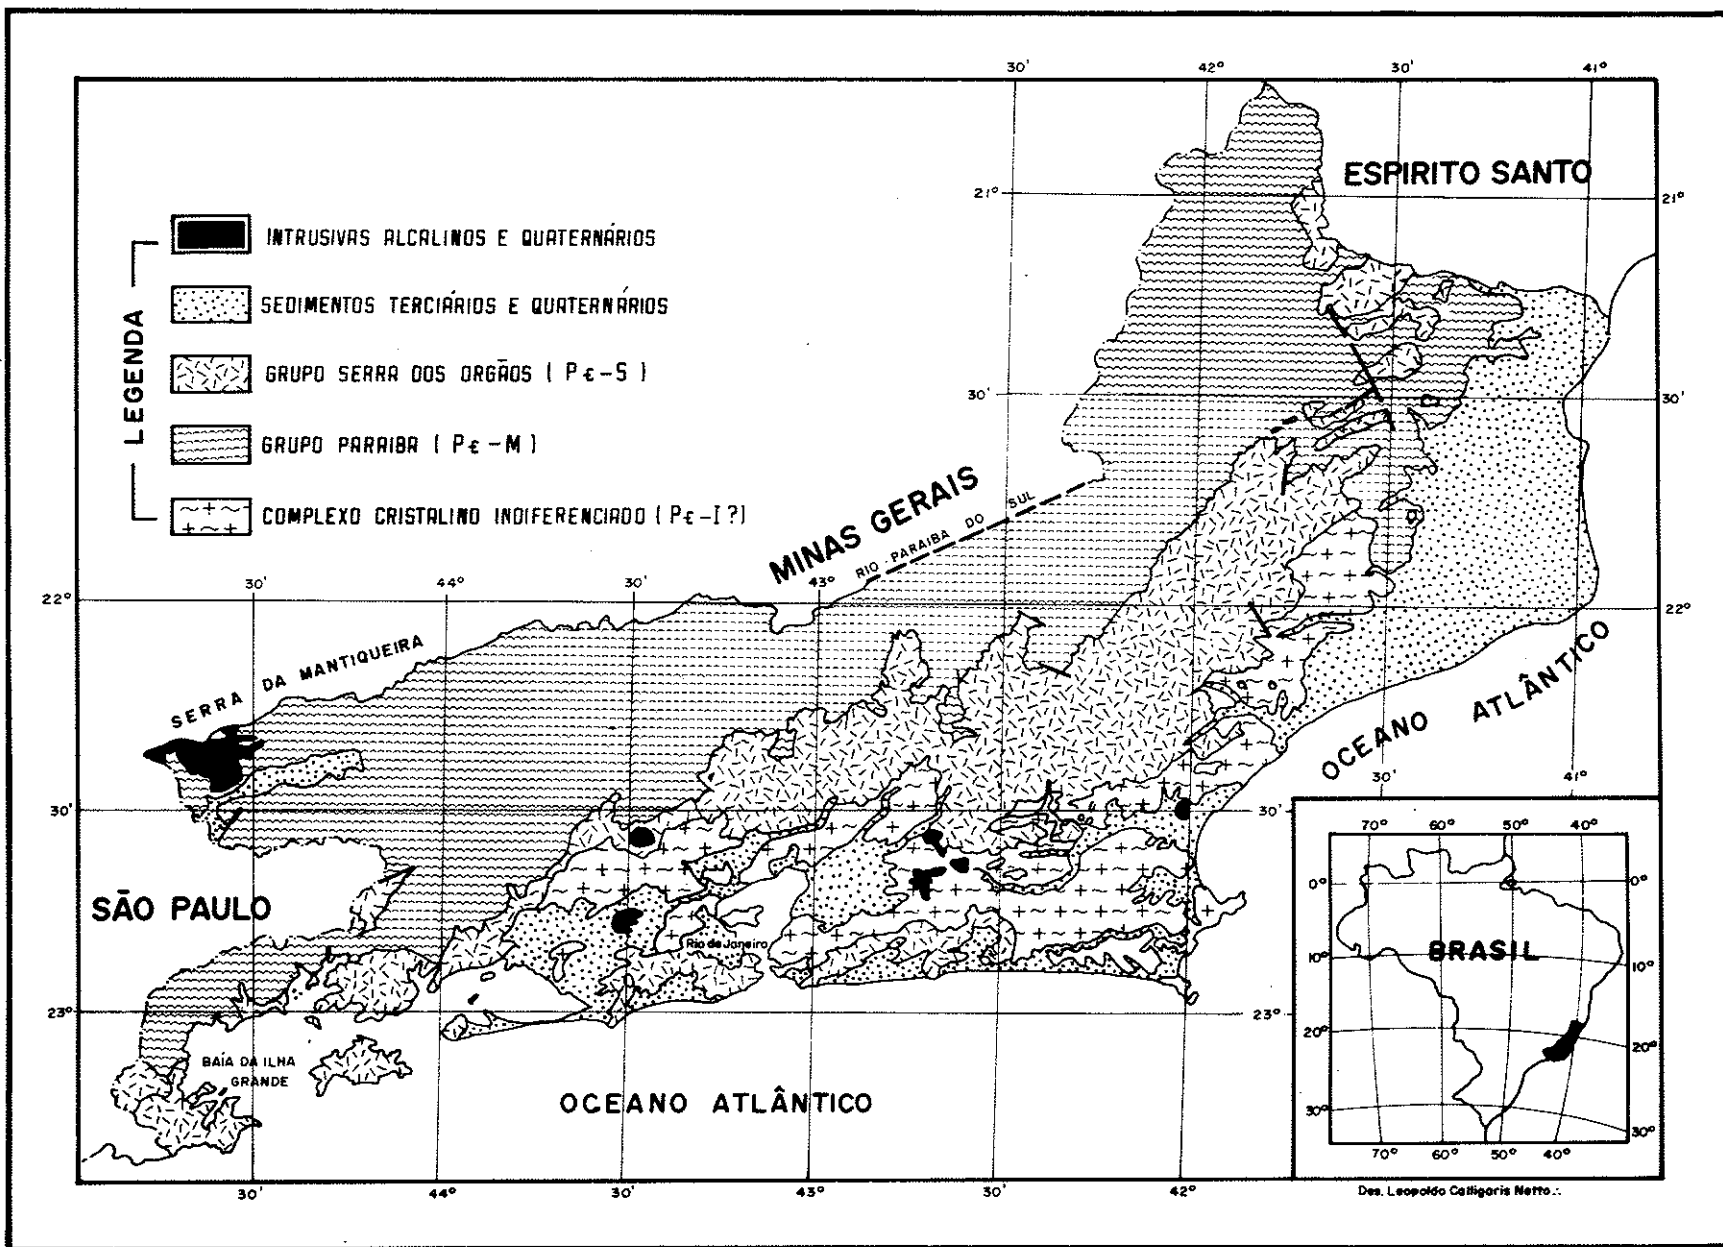 30' 42° 30' 41°
ESPIRITO SANTO
21° 21°
LEGENDA
INTRUSIVAS ALCALINOS E QUATERNÁRIOS
SEDIMENTOS TERCIÁRIOS E QUATERNÁRIOS
GRUPO SERRA DOS ORGÃOS ( P€-S )
GRUPO PARAIBA ( P€-M )
COMPLEXO CRISTALINO INDIFERENCIADO ( P€-I ?)
30' 30'
MINAS GERAIS
RIO PARAIBA DO SUL
30' 44° 30' 43°
22° 22°
SERRA DA MANTIQUEIRA
OCEANO ATLÂNTICO
30' 41°
30' 30'
SÃO PAULO
Rio de Janeiro
23° 23°
BAÍA DA ILHA
GRANDE
OCEANO ATLÂNTICO
30' 44° 30' 43° 30' 42°
70° 60° 50° 40°
0° 0°
BRASIL
10° 10°
20° 20°
30° 30°
70° 60° 50° 40°
Des. Leopoldo Calligaris Netto.: